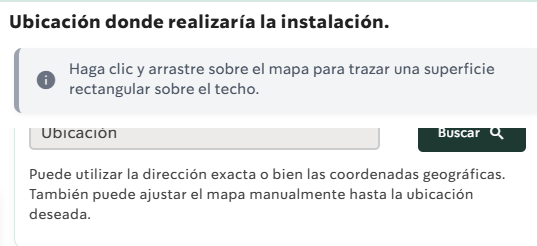 Ubicación donde realizaría la instalación.
Haga clic y arrastre sobre el mapa para trazar una superficie
rectangular sobre el techo.
Ubicación
Buscar
Puede utilizar la dirección exacta o bien las coordenadas geográficas.
También puede ajustar el mapa manualmente hasta la ubicación
deseada.